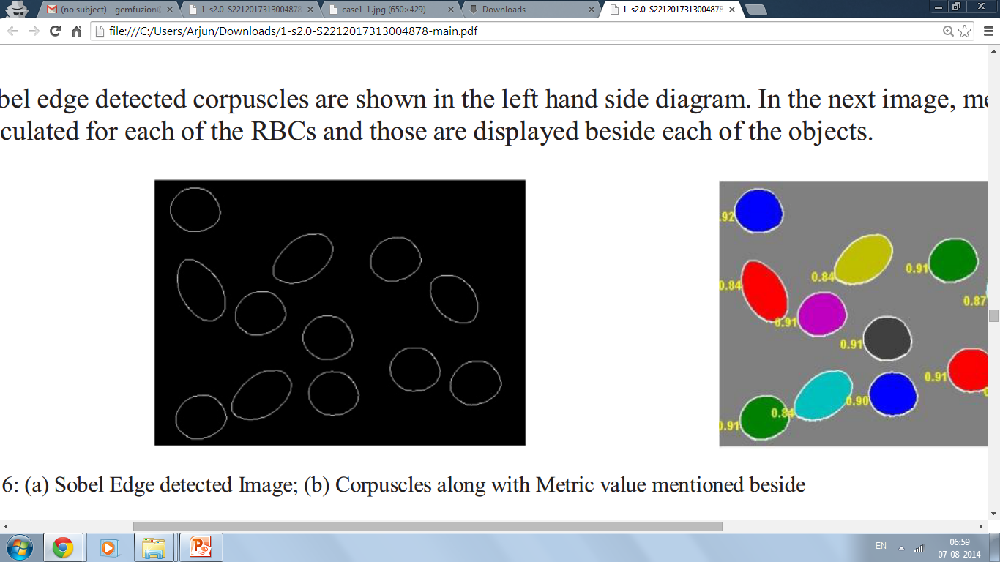 (no subject) - gemfuzion
1-s2.0-S2212017313004878
case1-1.jpg (650×429)
Downloads
1-s2.0-S2212017313004878
file:///C:/Users/Arjun/Downloads/1-s2.0-S2212017313004878-main.pdf
bel edge detected corpuscles are shown in the left hand side diagram. In the next image, me
culated for each of the RBCs and those are displayed beside each of the objects.
.92
0.91
0.84
0.84
0.87
0.91
0.91
0.91
0.90
0.84
0.91
6: (a) Sobel Edge detected Image; (b) Corpuscles along with Metric value mentioned beside
EN
06:59
07-08-2014